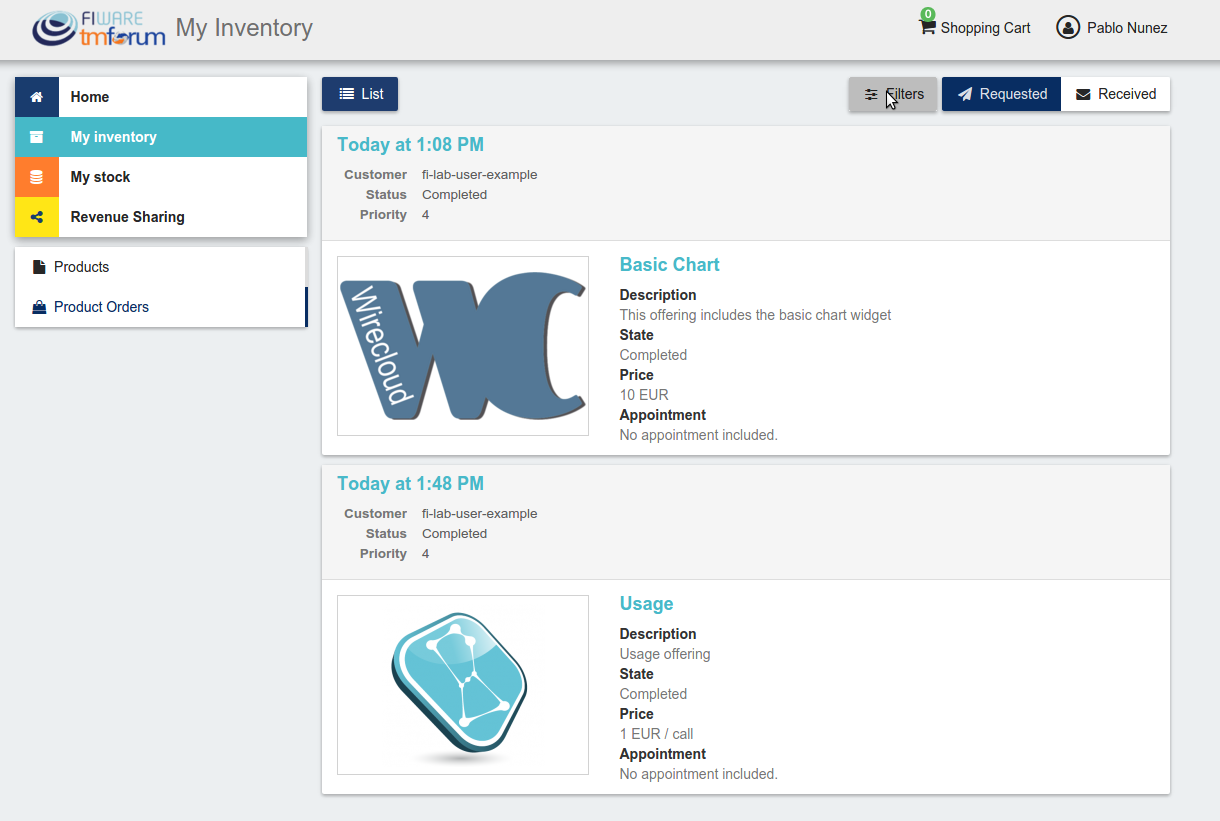 FIWARE
tmforum
My Inventory
0
Shopping Cart
Pablo Nunez
Home
My inventory
My stock
Revenue Sharing
Products
Product Orders
List
Filters
Requested
Received
Today at 1:08 PM
Customer fi-lab-user-example
Status Completed
Priority 4
Wirecloud
WC
Basic Chart
Description
This offering includes the basic chart widget
State
Completed
Price
10 EUR
Appointment
No appointment included.
Today at 1:48 PM
Customer fi-lab-user-example
Status Completed
Priority 4
Usage
Description
Usage offering
State
Completed
Price
1 EUR / call
Appointment
No appointment included.